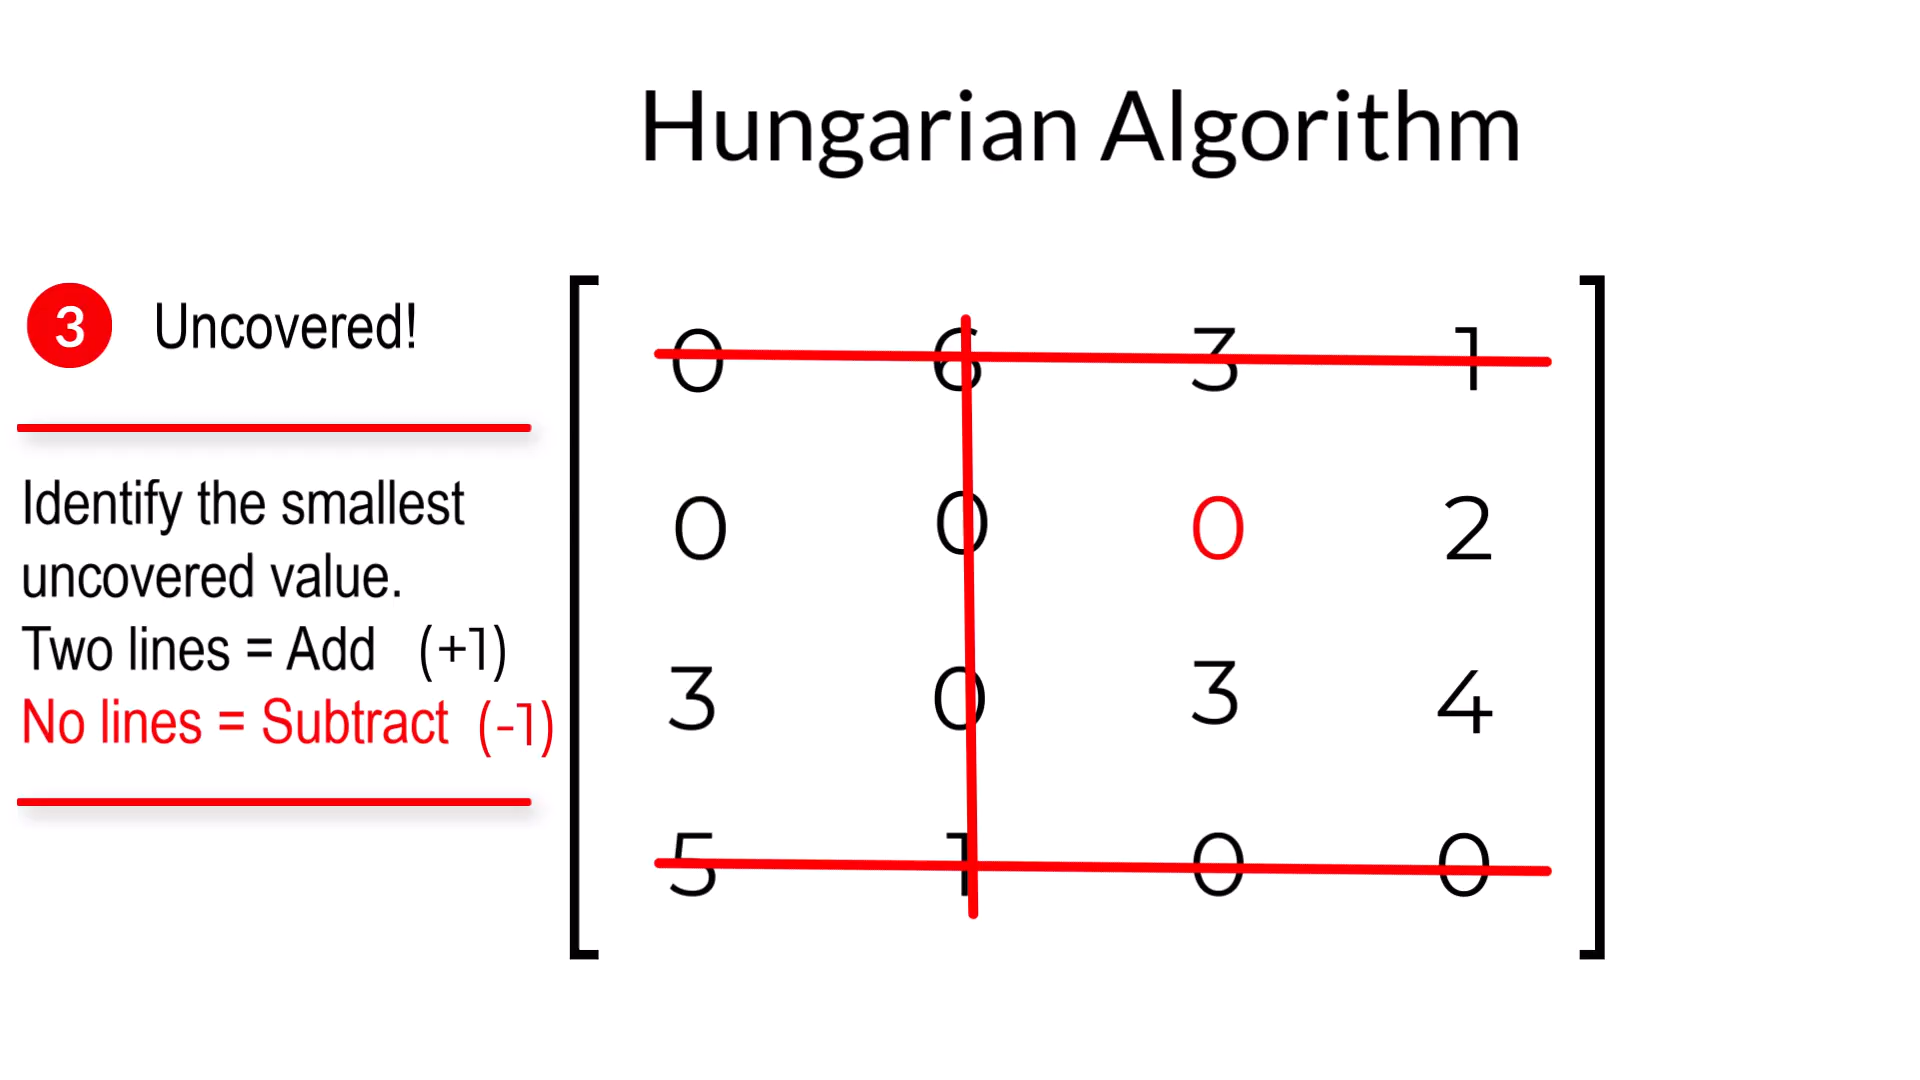 Hungarian Algorithm
3 Uncovered!
Identify the smallest
uncovered value.
Two lines = Add (+1)
No lines = Subtract (-1)
0 6 3 1
0 0 0 2
3 0 3 4
5 1 0 0